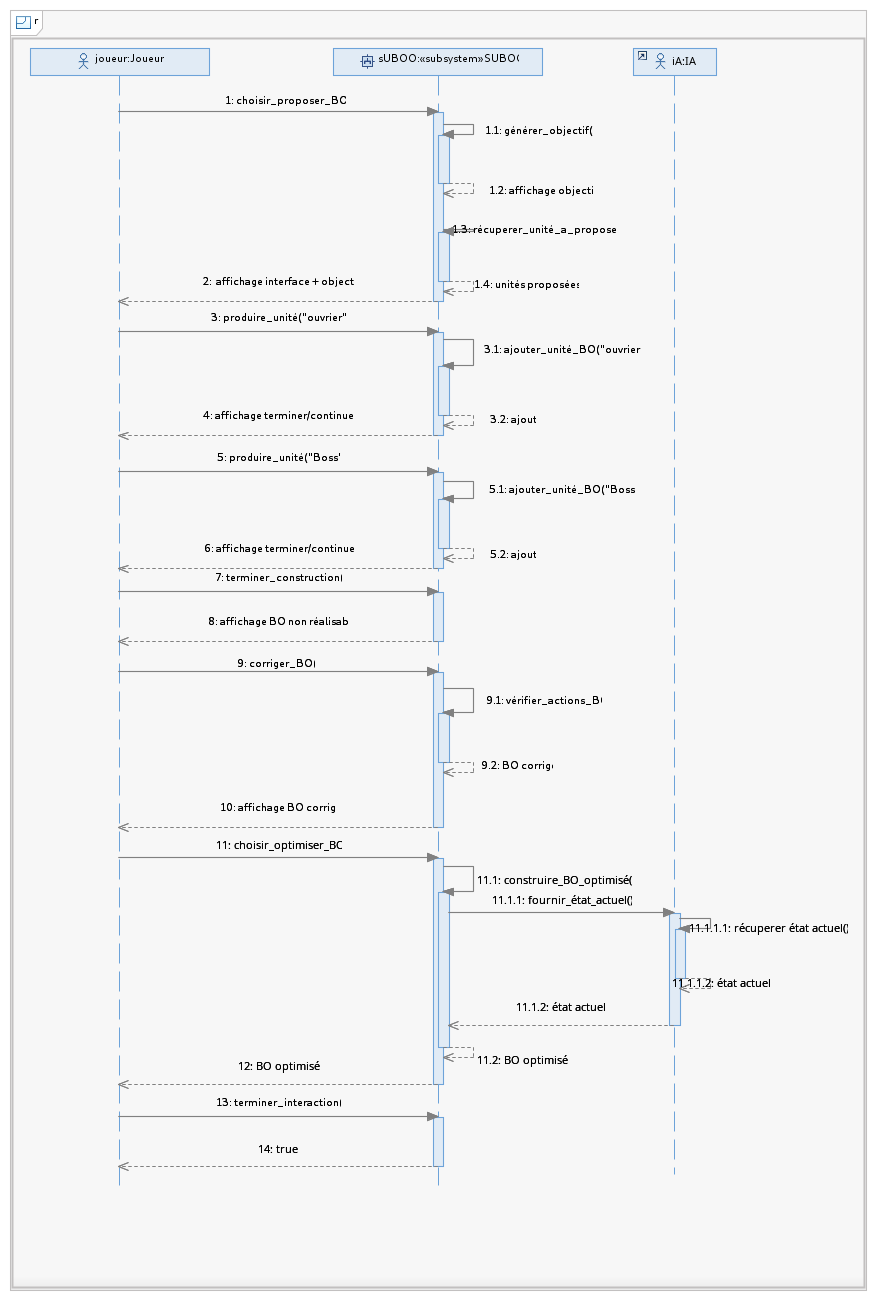 r
joueur:Joueur
sUBOO:«subsystem»SUBO(
iA:IA
1: choisir_proposer_BO
1.1: générer_objectif(
1.2: affichage objecti
1.3: récuperer_unité_a_propose
2: affichage interface + object
1.4: unités proposées
3: produire_unité("ouvrier"
3.1: ajouter_unité_BO("ouvrier
4: affichage terminer/continue
3.2: ajout
5: produire_unité("Boss'
5.1: ajouter_unité_BO("Boss
6: affichage terminer/continue
5.2: ajout
7: terminer_construction(
8: affichage BO non réalisab
9: corriger_BO(
9.1: vérifier_actions_B(
9.2: BO corrigé
10: affichage BO corrig
11: choisir_optimiser_BO
11.1: construire_BO_optimisé(
11.1.1: fournir_état_actuel()
11.1.1.1: récuperer état actuel()
11.1.1.2: état actuel
11.1.2: état actuel
11.2: BO optimisé
12: BO optimisé
13: terminer_interaction(
14: true